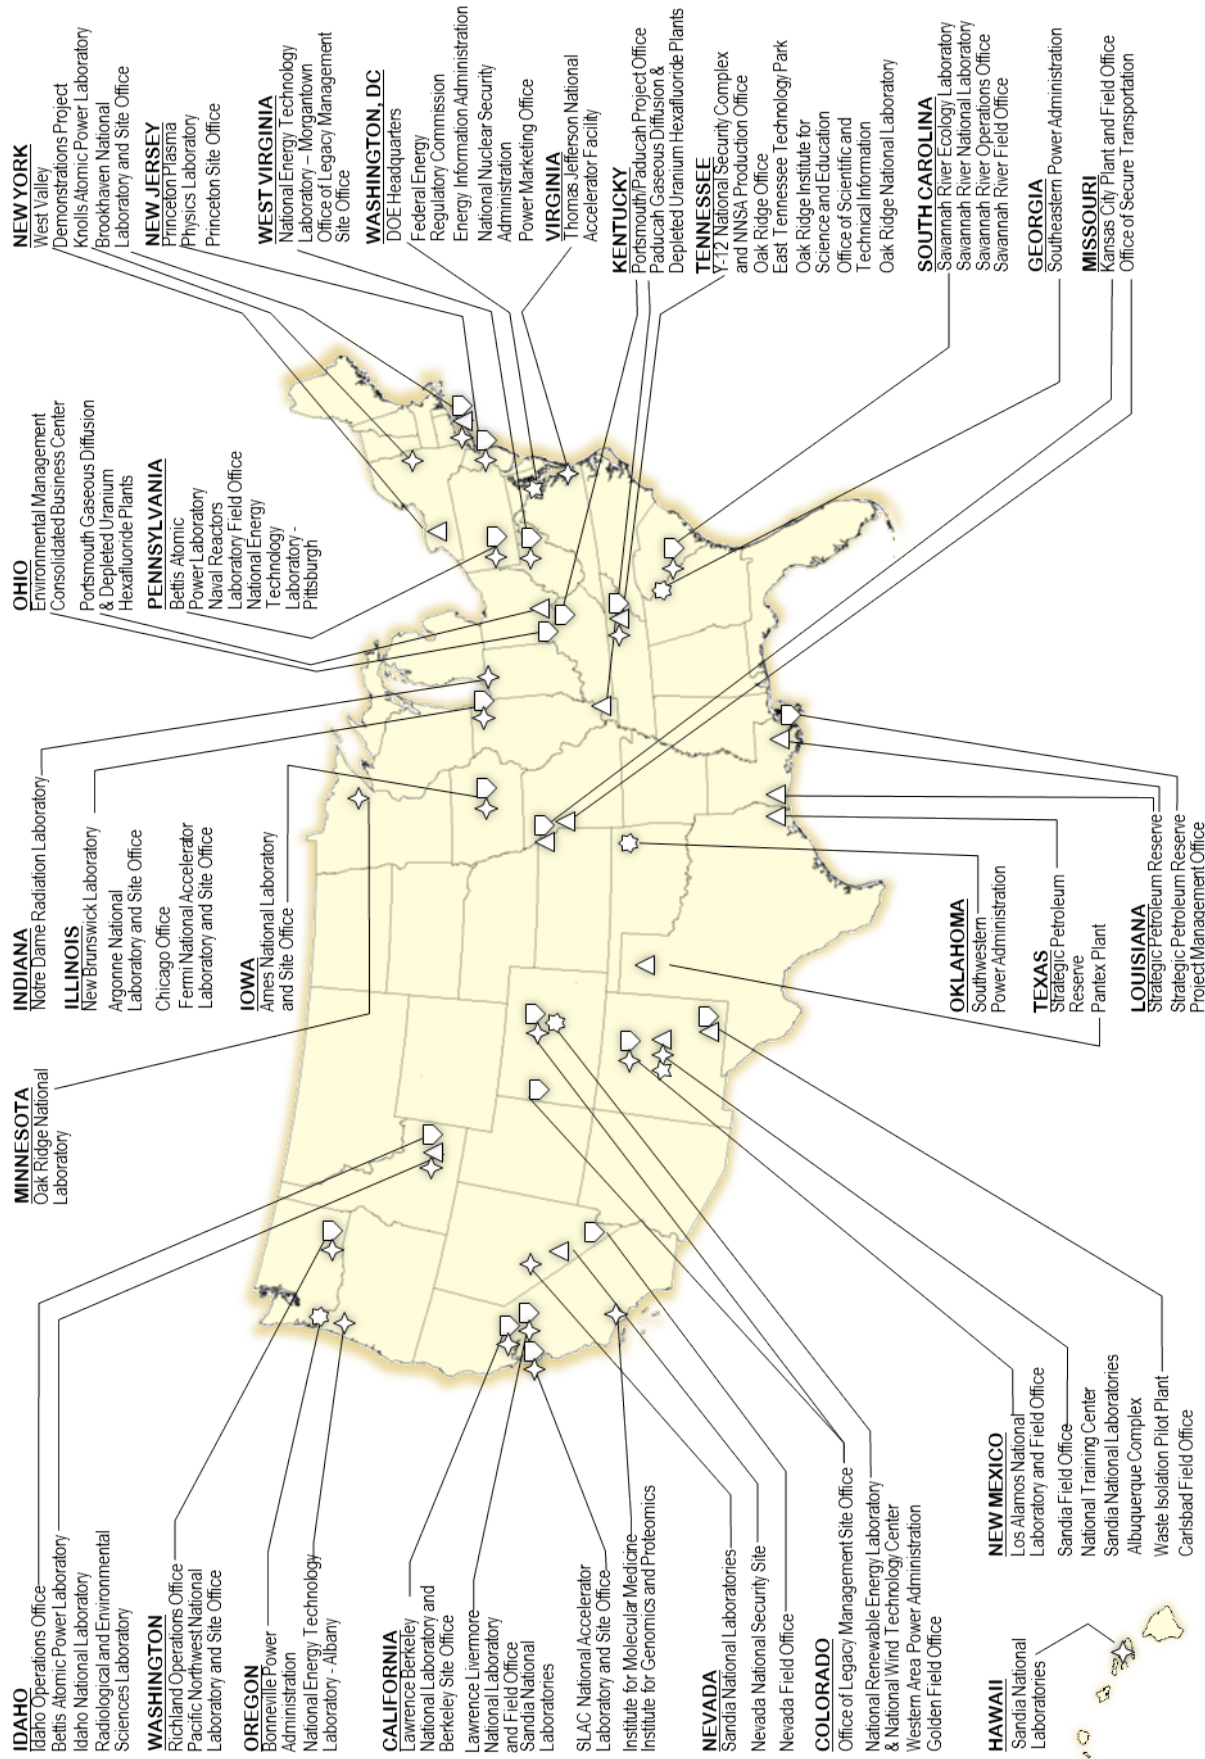 IDAHO
Idaho Operations Office
Bettis Atomic Power Laboratory
Idaho National Laboratory
Radiological and Environmental
Sciences Laboratory
WASHINGTON
Richland Operations Office
Pacific Northwest National
Laboratory and Site Office
OREGON
Bonneville Power
Administration
National Energy Technology
Laboratory - Albany
CALIFORNIA
Lawrence Berkeley
National Laboratory and
Berkeley Site Office
Lawrence Livermore
National Laboratory
and Field Office
Sandia National
Laboratories
SLAC National Accelerator
Laboratory and Site Office
Institute for Molecular Medicine
Institute for Genomics and Proteomics
NEVADA
Sandia National Laboratories
Nevada National Security Site
Nevada Field Office
COLORADO
Office of Legacy Management Site Office
National Renewable Energy Laboratory
& National Wind Technology Center
Western Area Power Administration
Golden Field Office
HAWAII
Sandia National
Laboratories
NEW MEXICO
Los Alamos National
Laboratory and Field Office
Sandia Field Office
National Training Center
Sandia National Laboratories
Albuquerque Complex
Waste Isolation Pilot Plant
Carlsbad Field Office
MINNESOTA
Oak Ridge National
Laboratory
INDIANA
Notre Dame Radiation Laboratory
ILLINOIS
New Brunswick Laboratory
Argonne National
Laboratory and Site Office
Chicago Office
Fermi National Accelerator
Laboratory and Site Office
IOWA
Ames National Laboratory
and Site Office
OKLAHOMA
Southwestern
Power Administration
TEXAS
Strategic Petroleum
Reserve
Pantex Plant
LOUISIANA
Strategic Petroleum Reserve
Strategic Petroleum Reserve
Project Management Office
OHIO
Environmental Management
Consolidated Business Center
Portsmouth Gaseous Diffusion
& Depleted Uranium
Hexafluoride Plants
PENNSYLVANIA
Bettis Atomic
Power Laboratory
Naval Reactors
Laboratory Field Office
National Energy
Technology
Laboratory -
Pittsburgh
NEW YORK
West Valley
Demonstrations Project
Knolls Atomic Power Laboratory
Brookhaven National
Laboratory and Site Office
NEW JERSEY
Princeton Plasma
Physics Laboratory
Princeton Site Office
WEST VIRGINIA
National Energy Technology
Laboratory – Morgantown
Office of Legacy Management
Site Office
WASHINGTON, DC
DOE Headquarters
Federal Energy
Regulatory Commission
Energy Information Administration
National Nuclear Security
Administration
Power Marketing Office
VIRGINIA
Thomas Jefferson National
Accelerator Facility
KENTUCKY
Portsmouth/Paducah Project Office
Paducah Gaseous Diffusion &
Depleted Uranium Hexafluoride Plants
TENNESSEE
Y-12 National Security Complex
and NNSA Production Office
Oak Ridge Office
East Tennessee Technology Park
Oak Ridge Institute for
Science and Education
Office of Scientific and
Technical Information
Oak Ridge National Laboratory
SOUTH CAROLINA
Savannah River Ecology Laboratory
Savannah River National Laboratory
Savannah River Operations Office
Savannah River Field Office
GEORGIA
Southeastern Power Administration
MISSOURI
Kansas City Plant and Field Office
Office of Secure Transportation